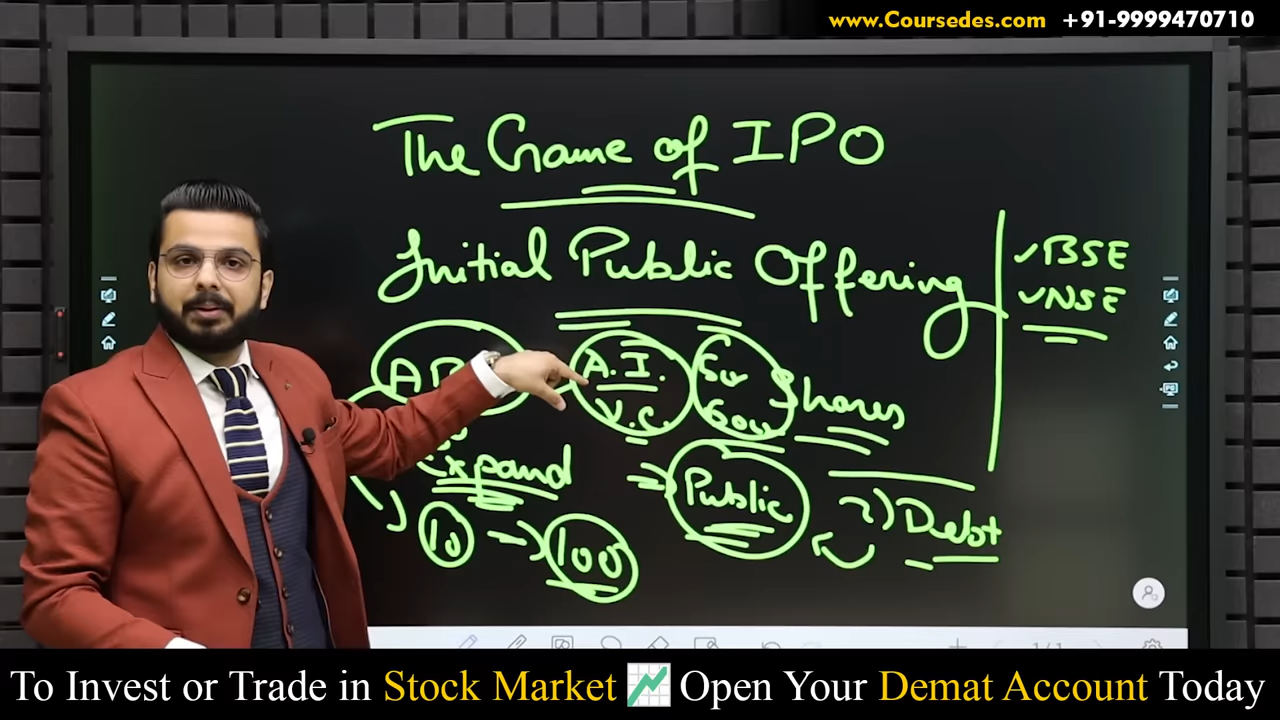 www.Coursedes.com +91-9999470710
The Game of IPO
Initial Public Offering
✓BSE
✓NSE
A.I.
V.C.
Shares
Expand
Public
2) Debt
10 → 100
To Invest or Trade in Stock Market 📈 Open Your Demat Account Today